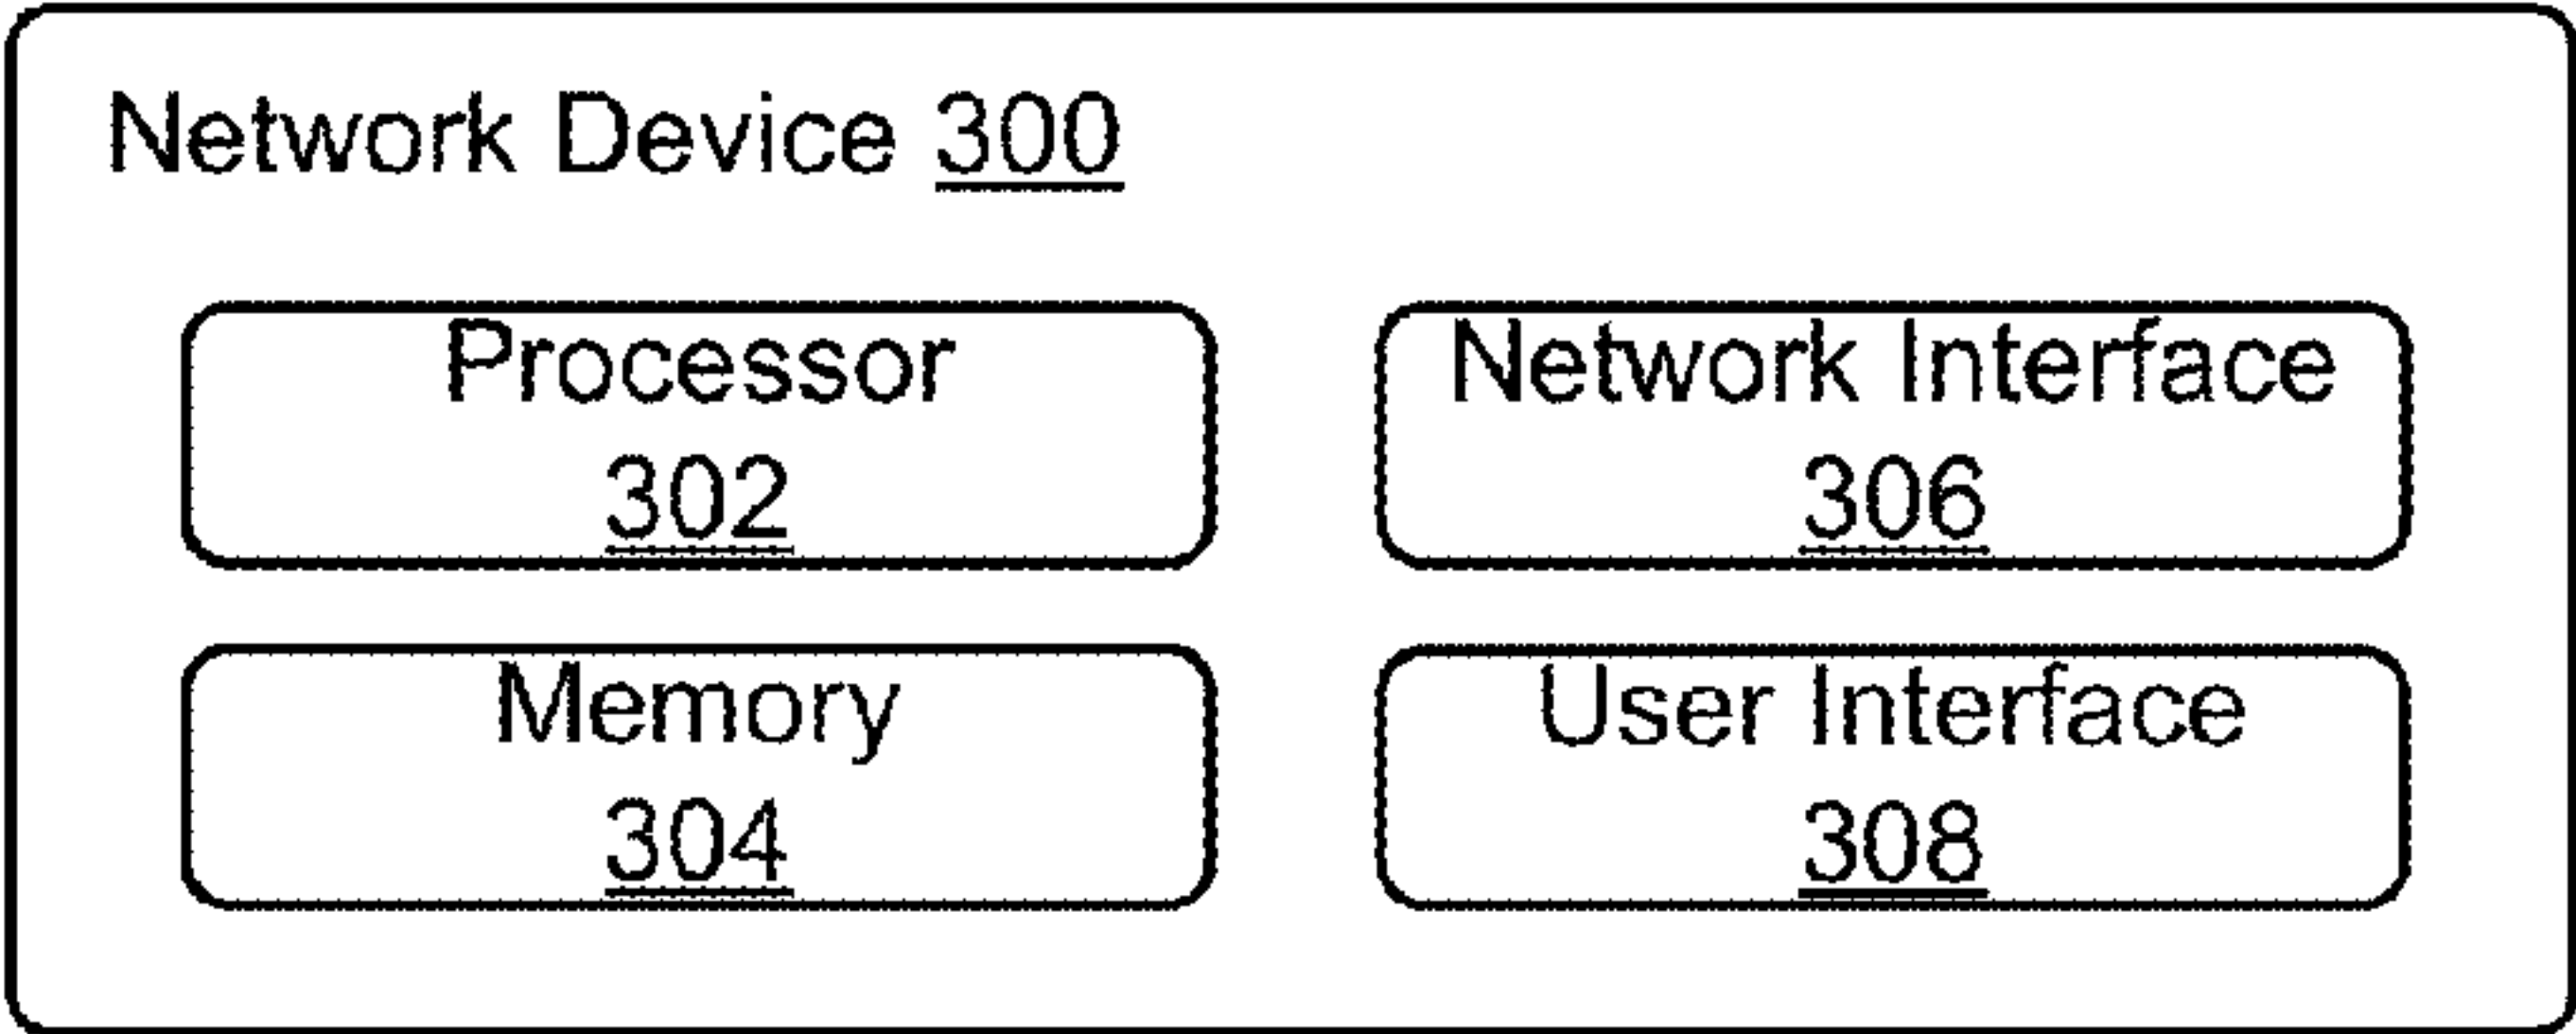 Network Device 300
Processor
302
Network Interface
306
Memory
304
User Interface
308